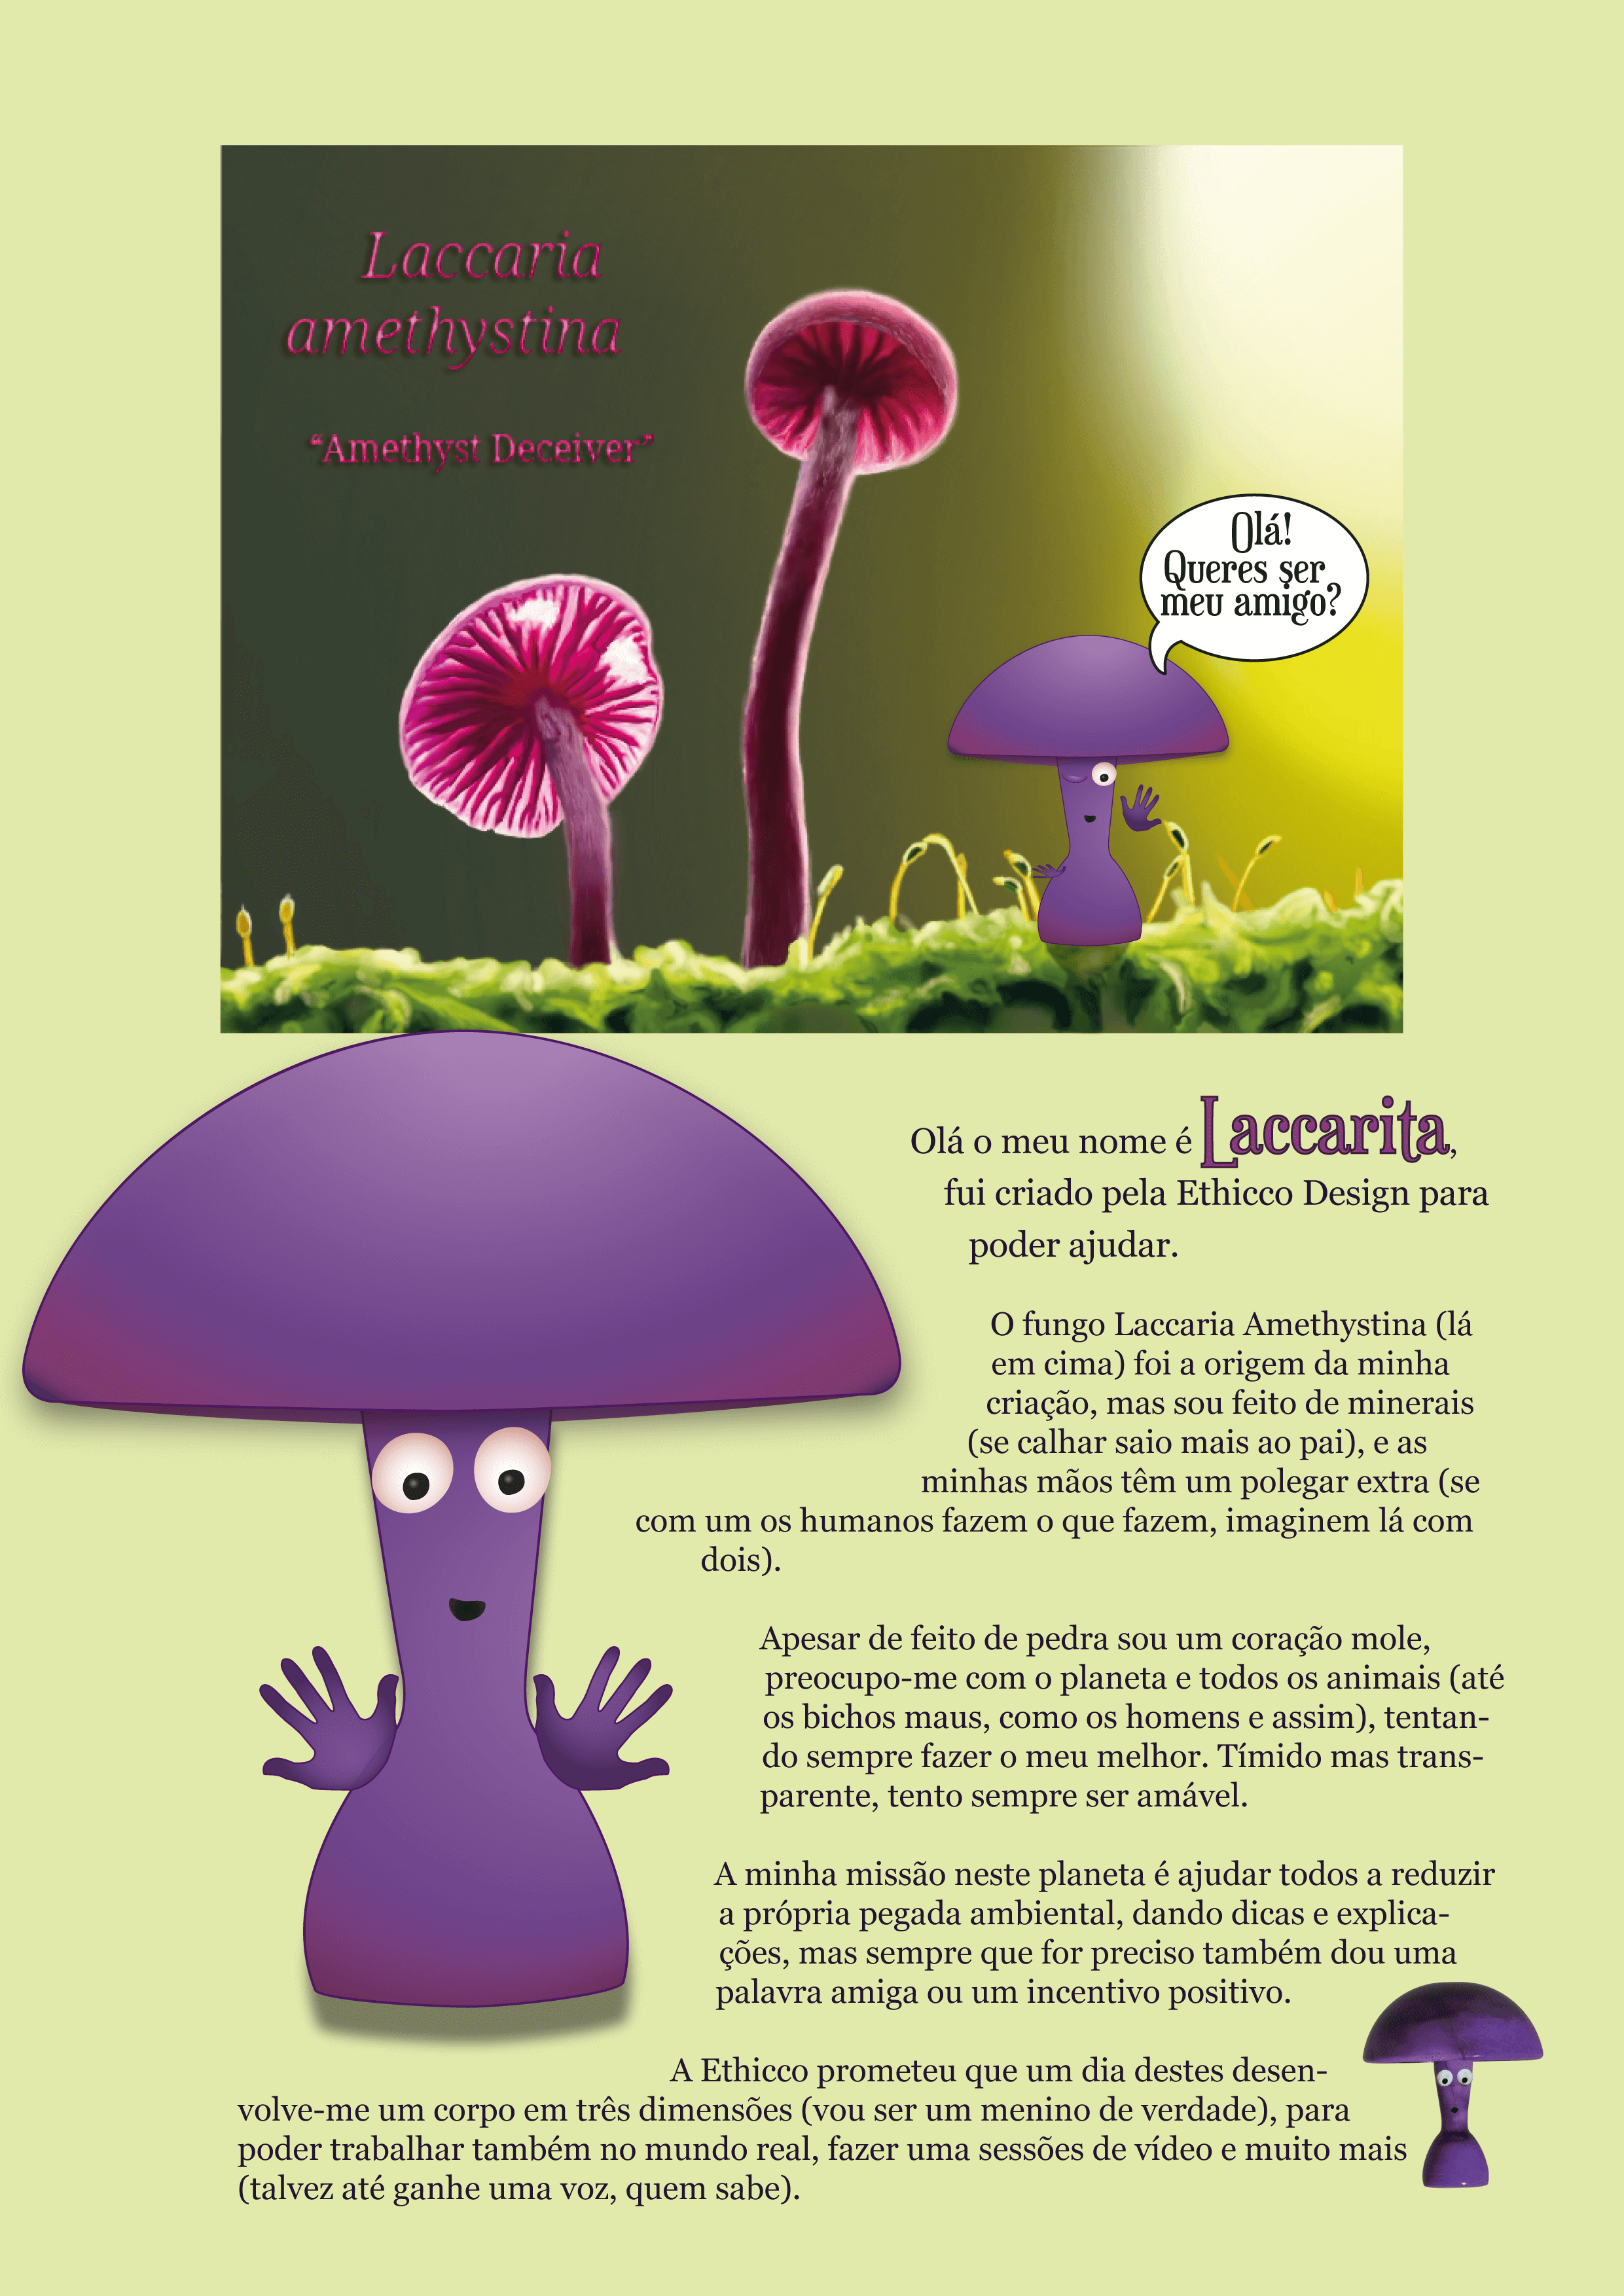 Laccaria
amethystina
“Amethyst Deceiver”
Olá!
Queres ser
meu amigo?
Olá o meu nome é Laccarita,
fui criado pela Ethicco Design para
poder ajudar.
O fungo Laccaria Amethystina (lá
em cima) foi a origem da minha
criação, mas sou feito de minerais
(se calhar saio mais ao pai), e as
minhas mãos têm um polegar extra (se
com um os humanos fazem o que fazem, imaginem lá com
dois).
Apesar de feito de pedra sou um coração mole,
preocupo-me com o planeta e todos os animais (até
os bichos maus, como os homens e assim), tentan-
do sempre fazer o meu melhor. Tímido mas trans-
parente, tento sempre ser amável.
A minha missão neste planeta é ajudar todos a reduzir
a própria pegada ambiental, dando dicas e explica-
ções, mas sempre que for preciso também dou uma
palavra amiga ou um incentivo positivo.
A Ethicco prometeu que um dia destes desen-
volve-me um corpo em três dimensões (vou ser um menino de verdade), para
poder trabalhar também no mundo real, fazer uma sessões de vídeo e muito mais
(talvez até ganhe uma voz, quem sabe).